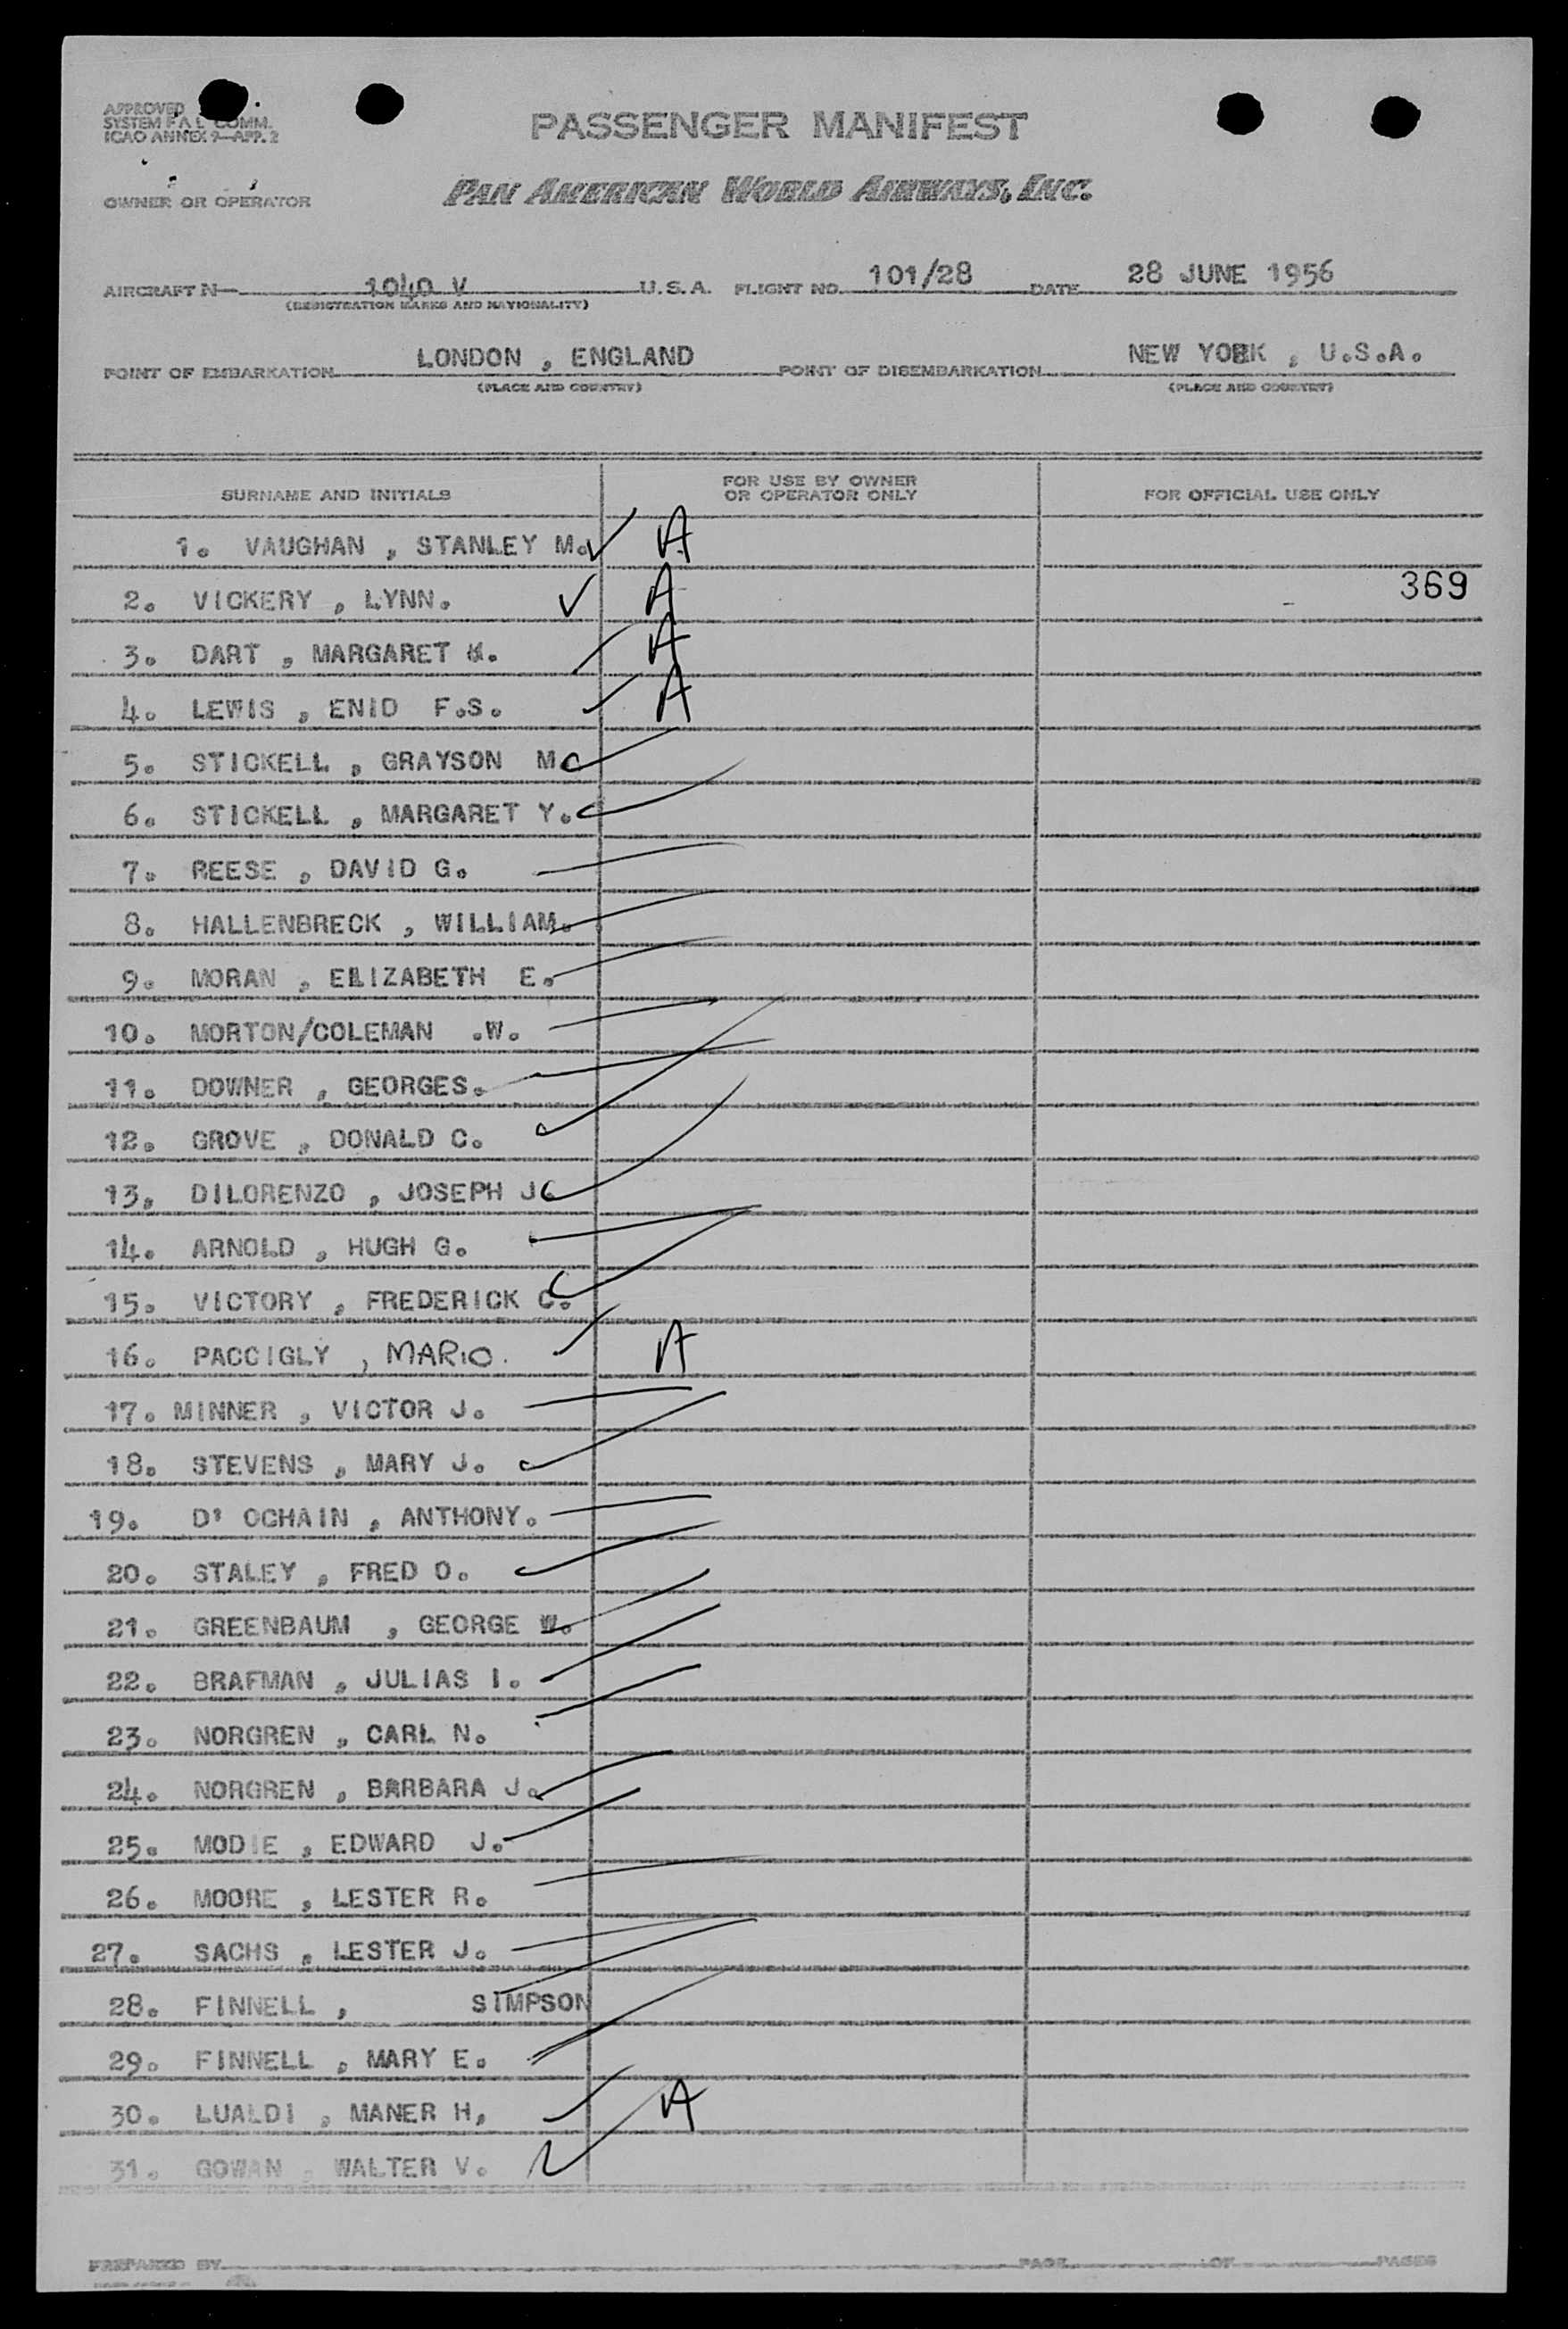 APPROVED
SYSTEM F A L COMM.
ICAO ANNEX 9—APP. 2
PASSENGER MANIFEST
OWNER OR OPERATOR PAN AMERICAN WORLD AIRWAYS, INC.
AIRCRAFT N— 1040 V U.S.A. FLIGHT NO. 101/28 DATE 28 JUNE 1956
(REGISTRATION MARKS AND NATIONALITY)
POINT OF EMBARKATION LONDON , ENGLAND POINT OF DISEMBARKATION NEW YORK , U.S.A.
(PLACE AND COUNTRY) (PLACE AND COUNTRY)
SURNAME AND INITIALS FOR USE BY OWNER OR OPERATOR ONLY FOR OFFICIAL USE ONLY
1. VAUGHAN , STANLEY M. ✓ A
2. VICKERY , LYNN. ✓ A 369
3. DART , MARGARET M. A
4. LEWIS , ENID F.S. A
5. STICKELL , GRAYSON M
6. STICKELL , MARGARET Y.
7. REESE , DAVID G.
8. HALLENBRECK , WILLIAM.
9. MORAN , ELIZABETH E.
10. MORTON/COLEMAN .W.
11. DOWNER , GEORGES.
12. GROVE , DONALD C.
13, DILORENZO , JOSEPH J
14. ARNOLD , HUGH G.
15. VICTORY , FREDERICK C.
16. PACCIGLY , MARIO. A
17. MINNER , VICTOR J.
18. STEVENS , MARY J.
19. D' OCHAIN , ANTHONY.
20. STALEY , FRED O.
21. GREENBAUM , GEORGE W.
22. BRAFMAN , JULIAS I.
23. NORGREN , CARL N.
24. NORGREN , BARBARA J.
25. MODIE , EDWARD J.
26. MOORE , LESTER R.
27. SACHS , LESTER J.
28. FINNELL , SIMPSON
29. FINNELL , MARY E.
30. LUALDI , MANER H, A
31. GOWAN , WALTER V.
PREPARED BY PAGE OF PAGES